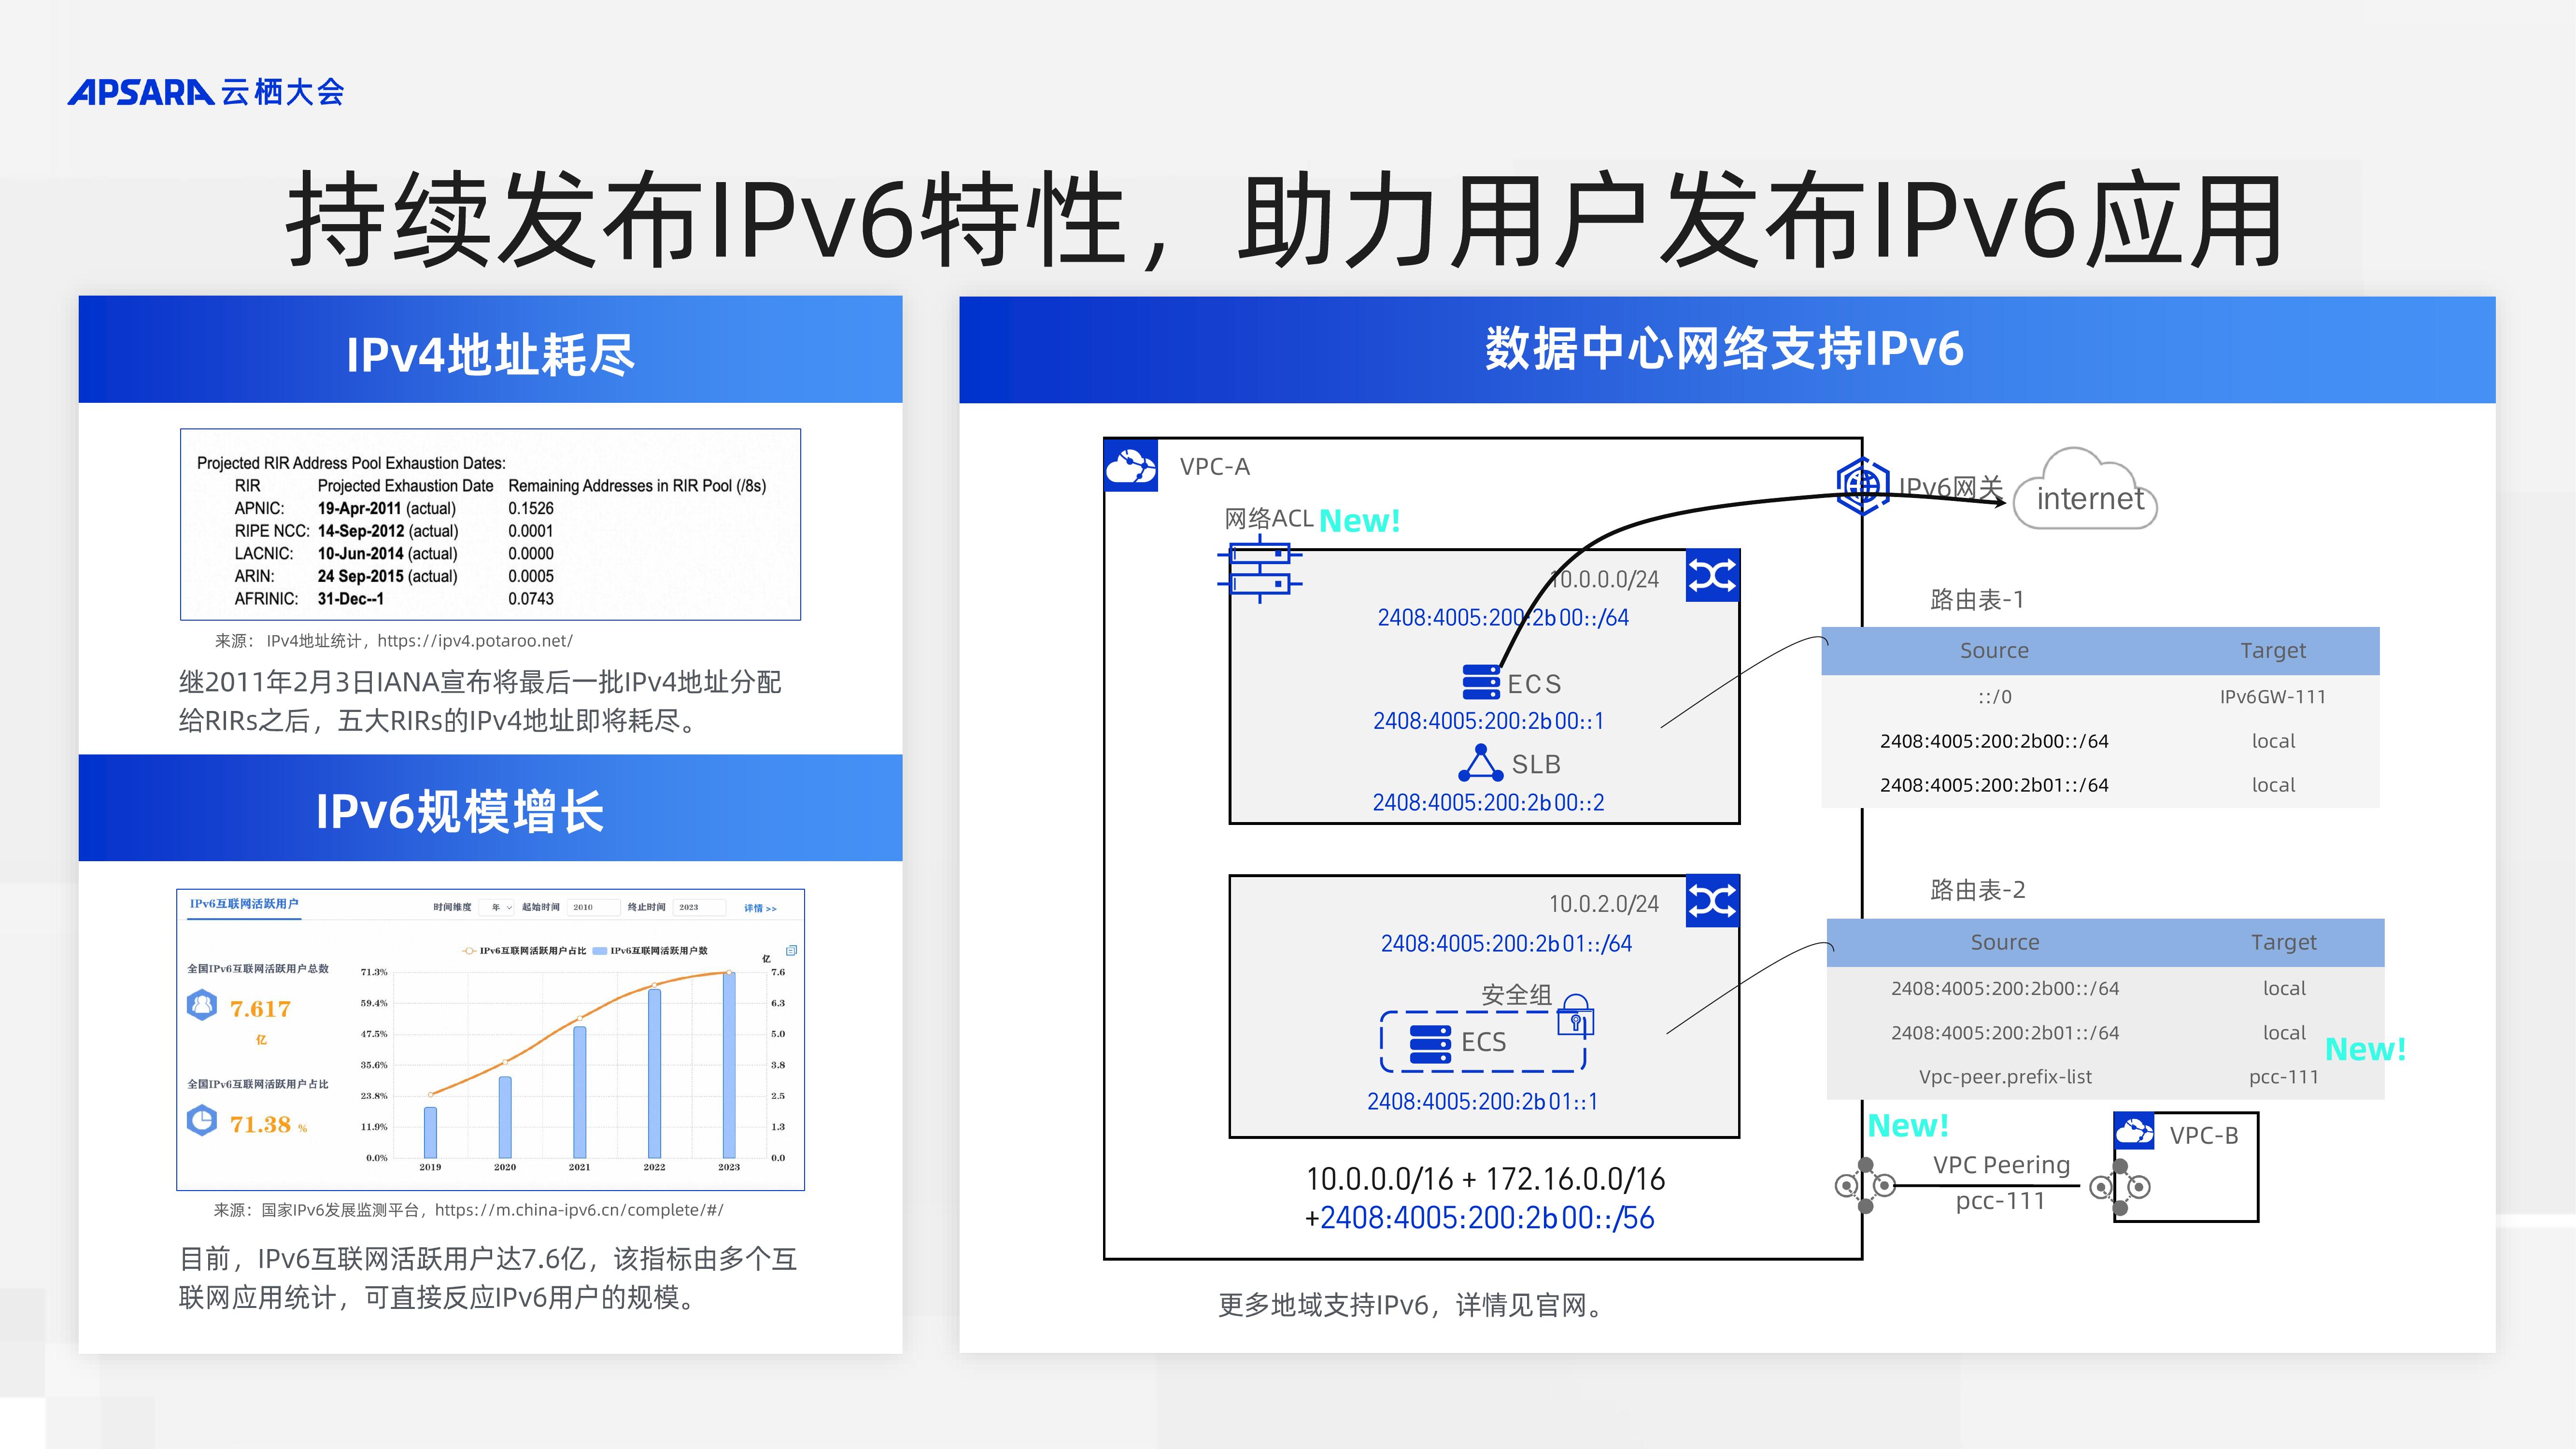 APSARA 云栖大会
持续发布IPv6特性，助力用户发布IPv6应用
IPv4地址耗尽
Projected RIR Address Pool Exhaustion Dates:
RIR Projected Exhaustion Date Remaining Addresses in RIR Pool (/8s)
APNIC: 19-Apr-2011 (actual) 0.1526
RIPE NCC: 14-Sep-2012 (actual) 0.0001
LACNIC: 10-Jun-2014 (actual) 0.0000
ARIN: 24 Sep-2015 (actual) 0.0005
AFRINIC: 31-Dec--1 0.0743
来源： IPv4地址统计，https://ipv4.potaroo.net/
继2011年2月3日IANA宣布将最后一批IPv4地址分配
给RIRs之后，五大RIRs的IPv4地址即将耗尽。
IPv6规模增长
IPv6互联网活跃用户
时间维度 年 起始时间 2010 终止时间 2023 详情 >>
IPv6互联网活跃用户占比 IPv6互联网活跃用户数
亿
全国IPv6互联网活跃用户总数
7.617
亿
全国IPv6互联网活跃用户占比
71.38 %
71.3% 7.6
59.4% 6.3
47.5% 5.0
35.6% 3.8
23.8% 2.5
11.9% 1.3
0.0% 0.0
2019 2020 2021 2022 2023
来源：国家IPv6发展监测平台，https://m.china-ipv6.cn/complete/#/
目前，IPv6互联网活跃用户达7.6亿，该指标由多个互
联网应用统计，可直接反应IPv6用户的规模。
数据中心网络支持IPv6
VPC-A
网络ACL New!
IPv6网关
internet
10.0.0.0/24
2408:4005:200:2b00::/64
ECS
2408:4005:200:2b00::1
SLB
2408:4005:200:2b00::2
10.0.2.0/24
2408:4005:200:2b01::/64
安全组
ECS
2408:4005:200:2b01::1
10.0.0.0/16 + 172.16.0.0/16
+2408:4005:200:2b00::/56
路由表-1
Source Target
::/0 IPv6GW-111
2408:4005:200:2b00::/64 local
2408:4005:200:2b01::/64 local
路由表-2
Source Target
2408:4005:200:2b00::/64 local
2408:4005:200:2b01::/64 local
New!
Vpc-peer.prefix-list pcc-111
New!
VPC Peering
pcc-111
VPC-B
更多地域支持IPv6，详情见官网。